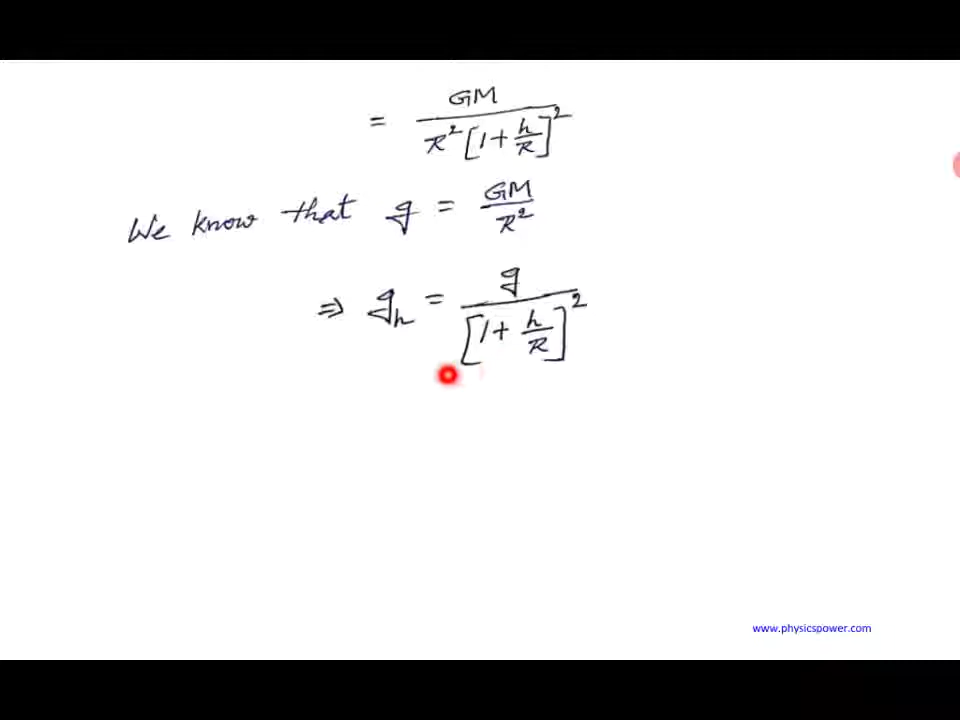 = GM / R² [1 + h/R]²
We know that g = GM / R²
⇒ gₕ = g / [1 + h/R]²
www.physicspower.com